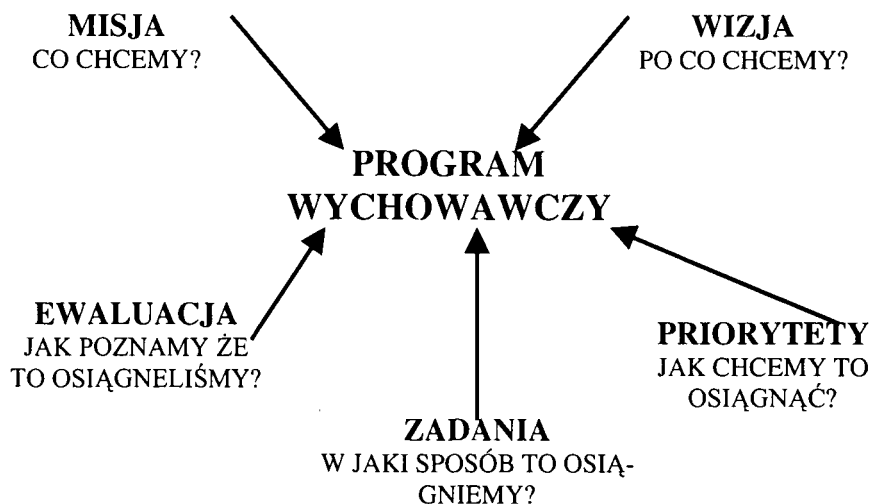 MISJA
CO CHCEMY?
WIZJA
PO CO CHCEMY?
PROGRAM
WYCHOWAWCZY
EWALUACJA
JAK POZNAMY ŻE
TO OSIĄGNELIŚMY?
PRIORYTETY
JAK CHCEMY TO
OSIĄGNĄĆ?
ZADANIA
W JAKI SPOSÓB TO OSIĄ-
GNIEMY?